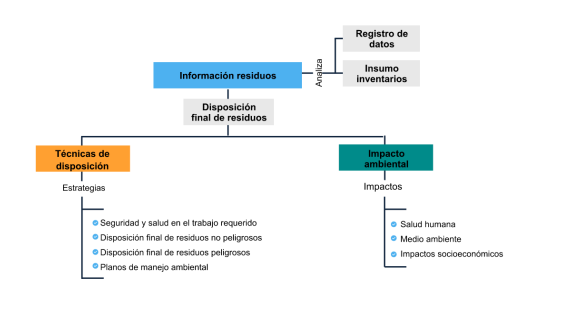 Registro de
datos
Analiza
Información residuos
Insumo
inventarios
Disposición
final de residuos
Técnicas de
disposición
Impacto
ambiental
Estrategias
Impactos
Seguridad y salud en el trabajo requerido
Disposición final de residuos no peligrosos
Disposición final de residuos peligrosos
Planos de manejo ambiental
Salud humana
Medio ambiente
Impactos socioeconómicos